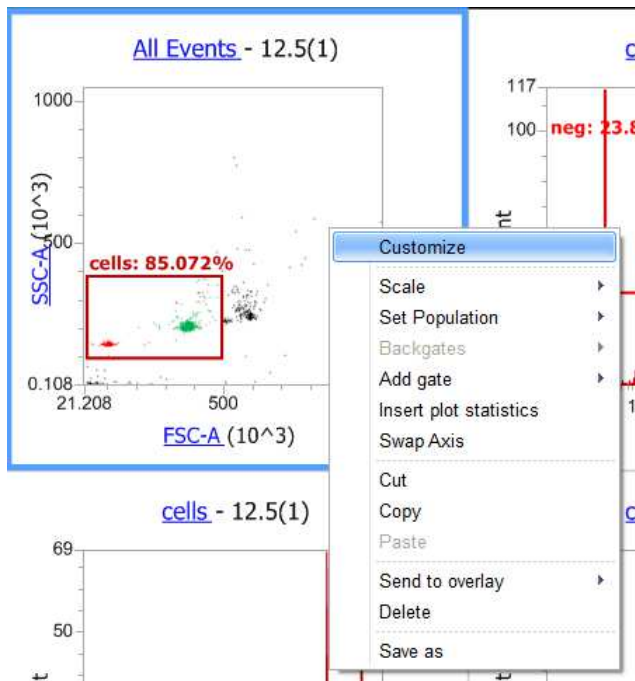 All Events - 12.5(1)
1000
500
0.108
SSC-A (10^3)
cells: 85.072%
21.208
500
FSC-A (10^3)
117
100
neg: 23.8
Customize
Scale
Set Population
Backgates
Add gate
Insert plot statistics
Swap Axis
Cut
Copy
Paste
Send to overlay
Delete
Save as
cells - 12.5(1)
69
50